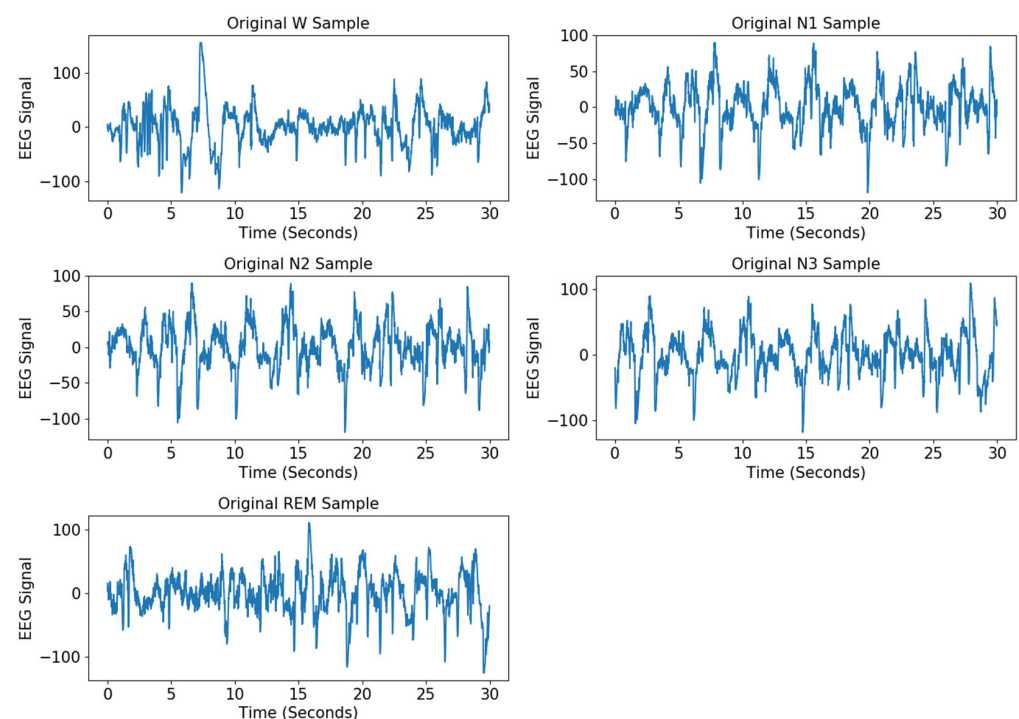 Original W Sample
EEG Signal
100
0
−100
0 5 10 15 20 25 30
Time (Seconds)
Original N1 Sample
EEG Signal
100
50
0
−50
−100
0 5 10 15 20 25 30
Time (Seconds)
Original N2 Sample
EEG Signal
100
50
0
−50
−100
0 5 10 15 20 25 30
Time (Seconds)
Original N3 Sample
EEG Signal
100
0
−100
0 5 10 15 20 25 30
Time (Seconds)
Original REM Sample
EEG Signal
100
0
−100
0 5 10 15 20 25 30
Time (Seconds)